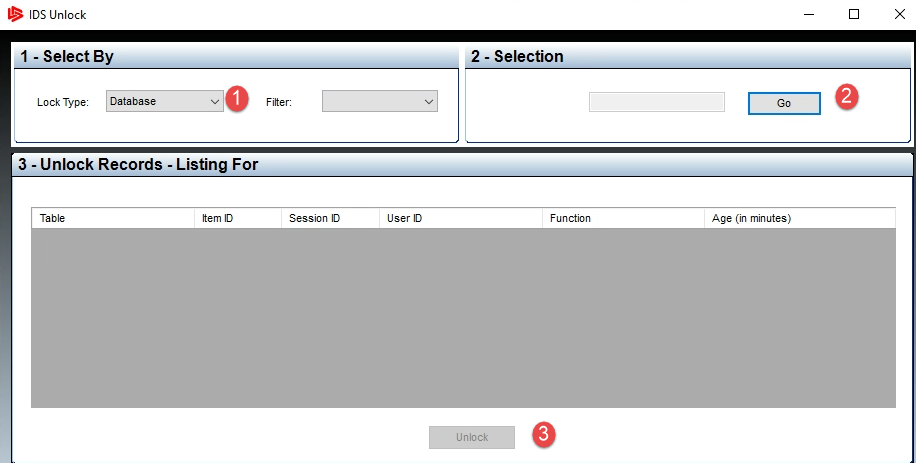 IDS Unlock
1 - Select By
2 - Selection
Lock Type: Database 1 Filter:
Go 2
3 - Unlock Records - Listing For
Table Item ID Session ID User ID Function Age (in minutes)
Unlock 3